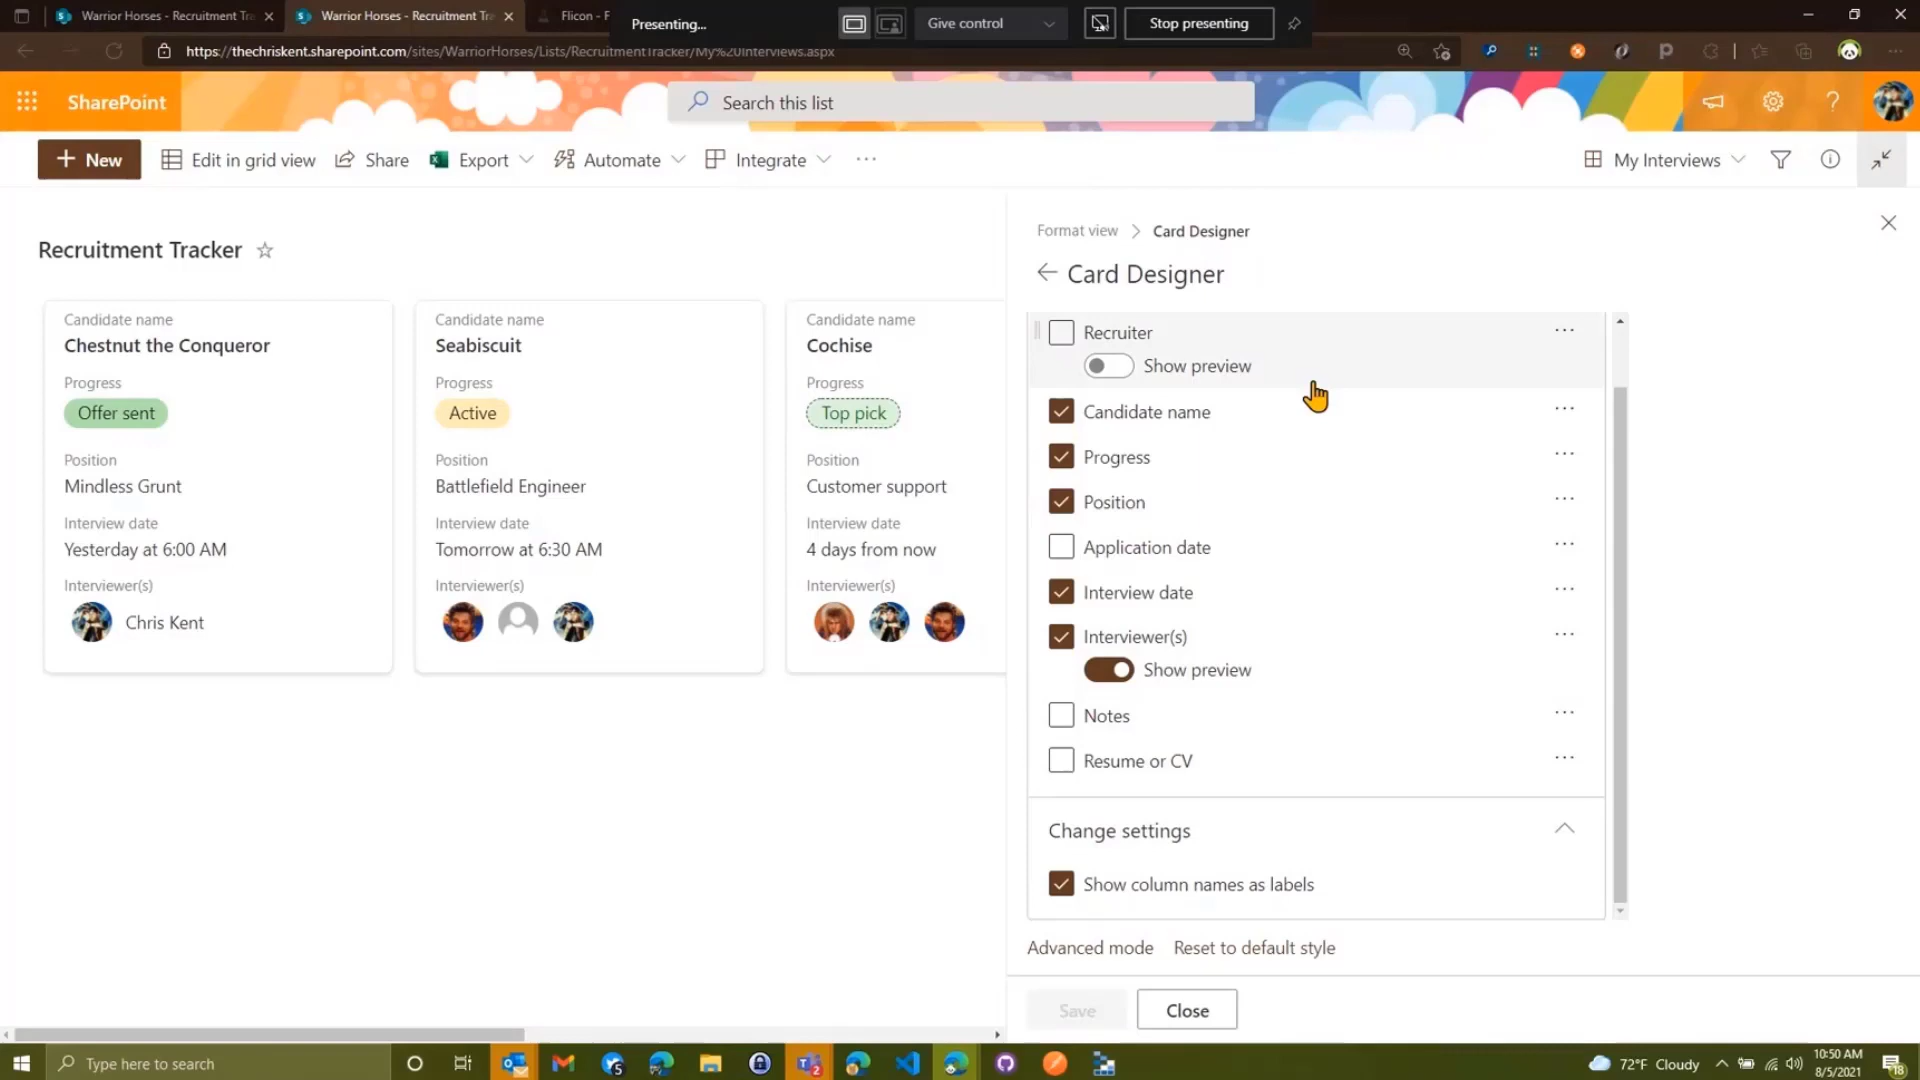 Warrior Horses - Recruitment Tra
Warrior Horses - Recruitment Tra
Flicon - F
Presenting...
Give control
Stop presenting
https://thechriskent.sharepoint.com/sites/WarriorHorses/Lists/RecruitmentTracker/My%20Interviews.aspx
SharePoint
Search this list
New
Edit in grid view
Share
Export
Automate
Integrate
My Interviews
Recruitment Tracker
Candidate name
Chestnut the Conqueror
Progress
Offer sent
Position
Mindless Grunt
Interview date
Yesterday at 6:00 AM
Interviewer(s)
Chris Kent
Candidate name
Seabiscuit
Progress
Active
Position
Battlefield Engineer
Interview date
Tomorrow at 6:30 AM
Interviewer(s)
Candidate name
Cochise
Progress
Top pick
Position
Customer support
Interview date
4 days from now
Interviewer(s)
Format view > Card Designer
Card Designer
Recruiter
Show preview
Candidate name
Progress
Position
Application date
Interview date
Interviewer(s)
Show preview
Notes
Resume or CV
Change settings
Show column names as labels
Advanced mode
Reset to default style
Save
Close
Type here to search
72°F Cloudy
10:50 AM
8/5/2021
18